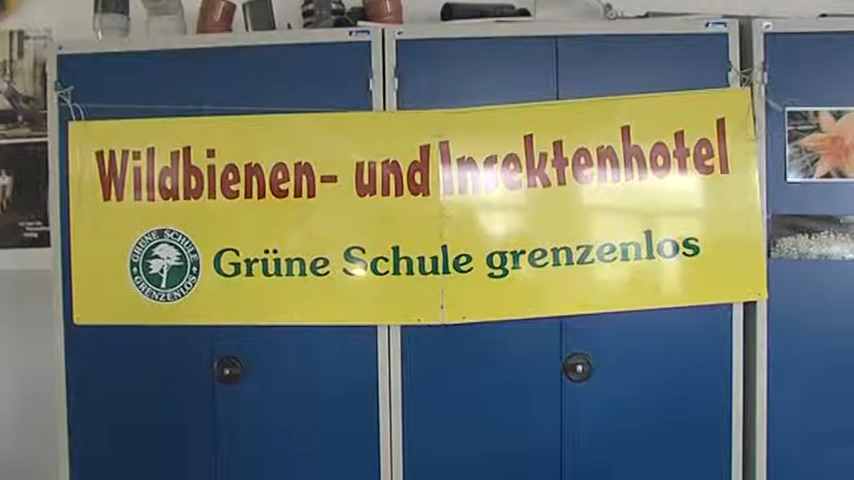 Wildbienen- und Insektenhotel
GRÜNE SCHULE
GRENZENLOS
Grüne Schule grenzenlos